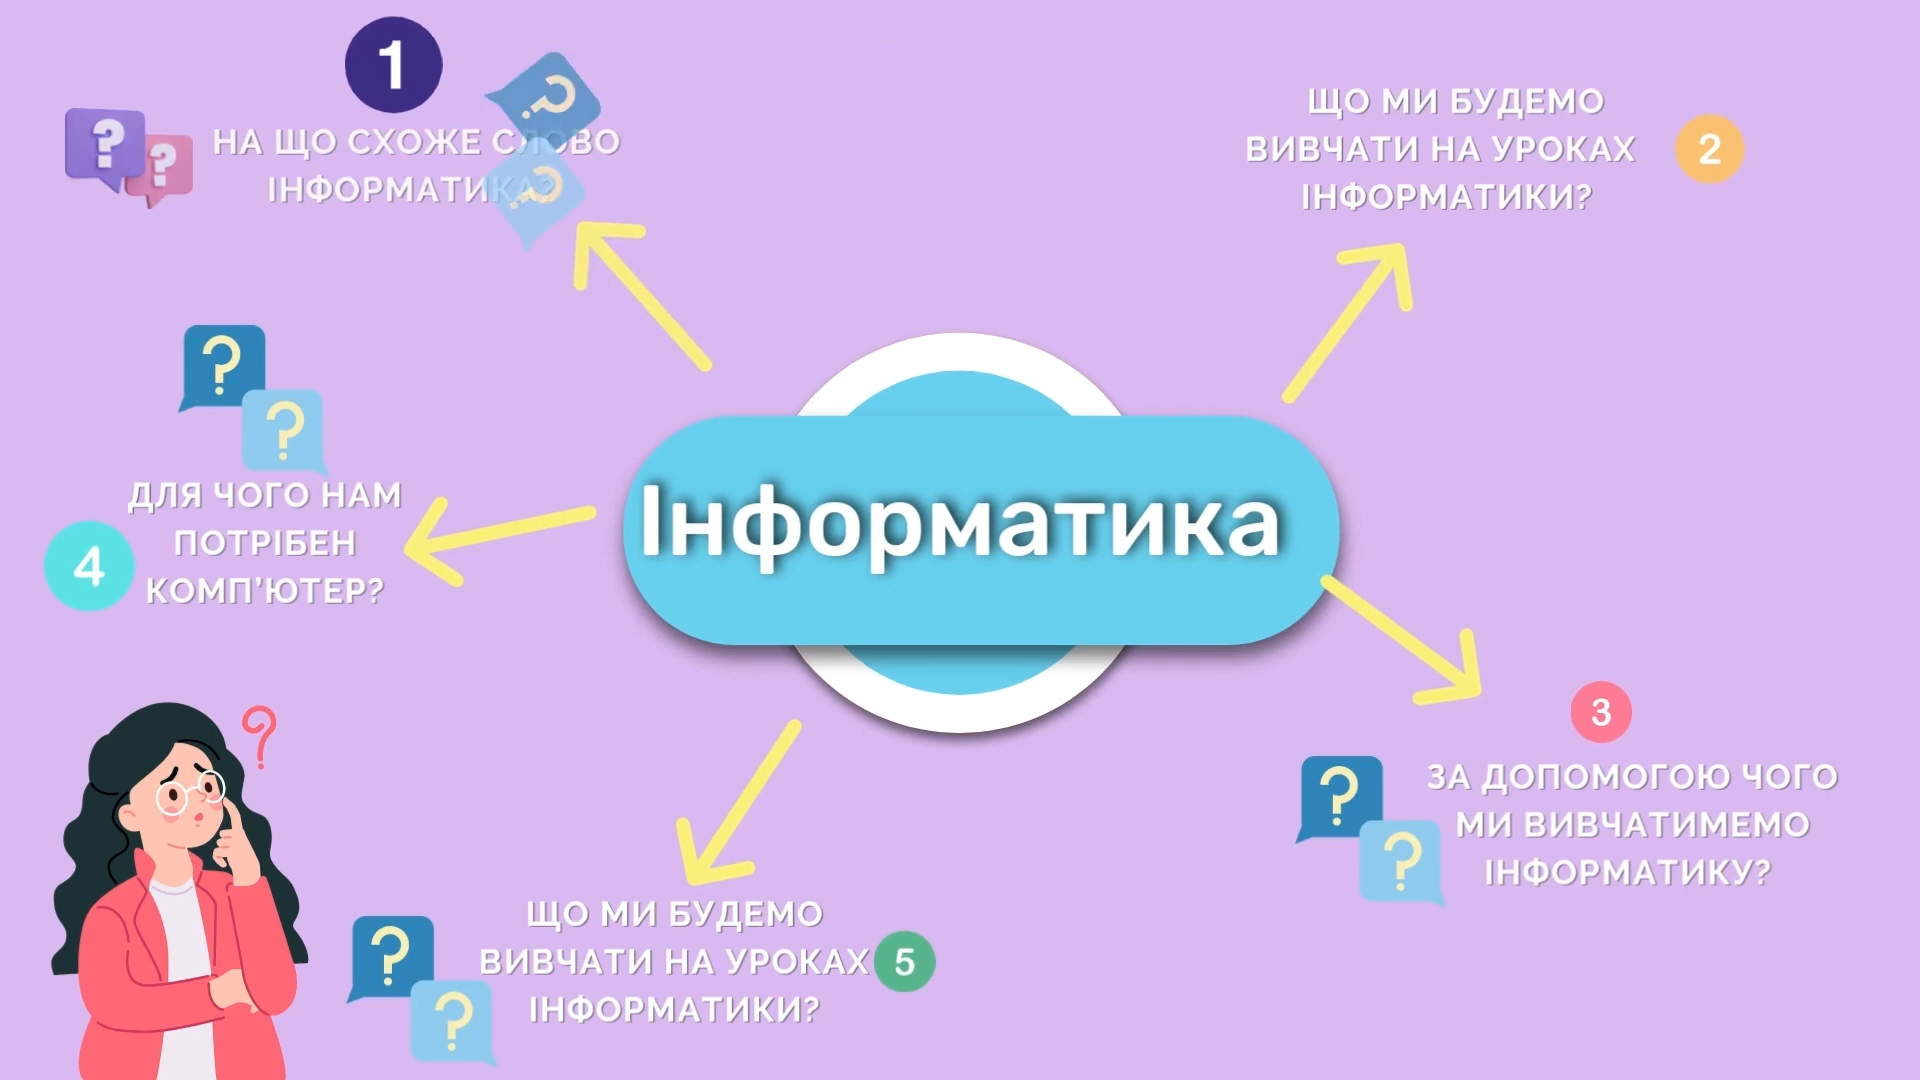 1
НА ЩО СХОЖЕ СЛОВО
ІНФОРМАТИКА?
ЩО МИ БУДЕМО
ВИВЧАТИ НА УРОКАХ
ІНФОРМАТИКИ?
2
ДЛЯ ЧОГО НАМ
ПОТРІБЕН
КОМП'ЮТЕР?
4
Інформатика
3
ЗА ДОПОМОГОЮ ЧОГО
МИ ВИВЧАТИМЕМО
ІНФОРМАТИКУ?
ЩО МИ БУДЕМО
ВИВЧАТИ НА УРОКАХ
ІНФОРМАТИКИ?
5